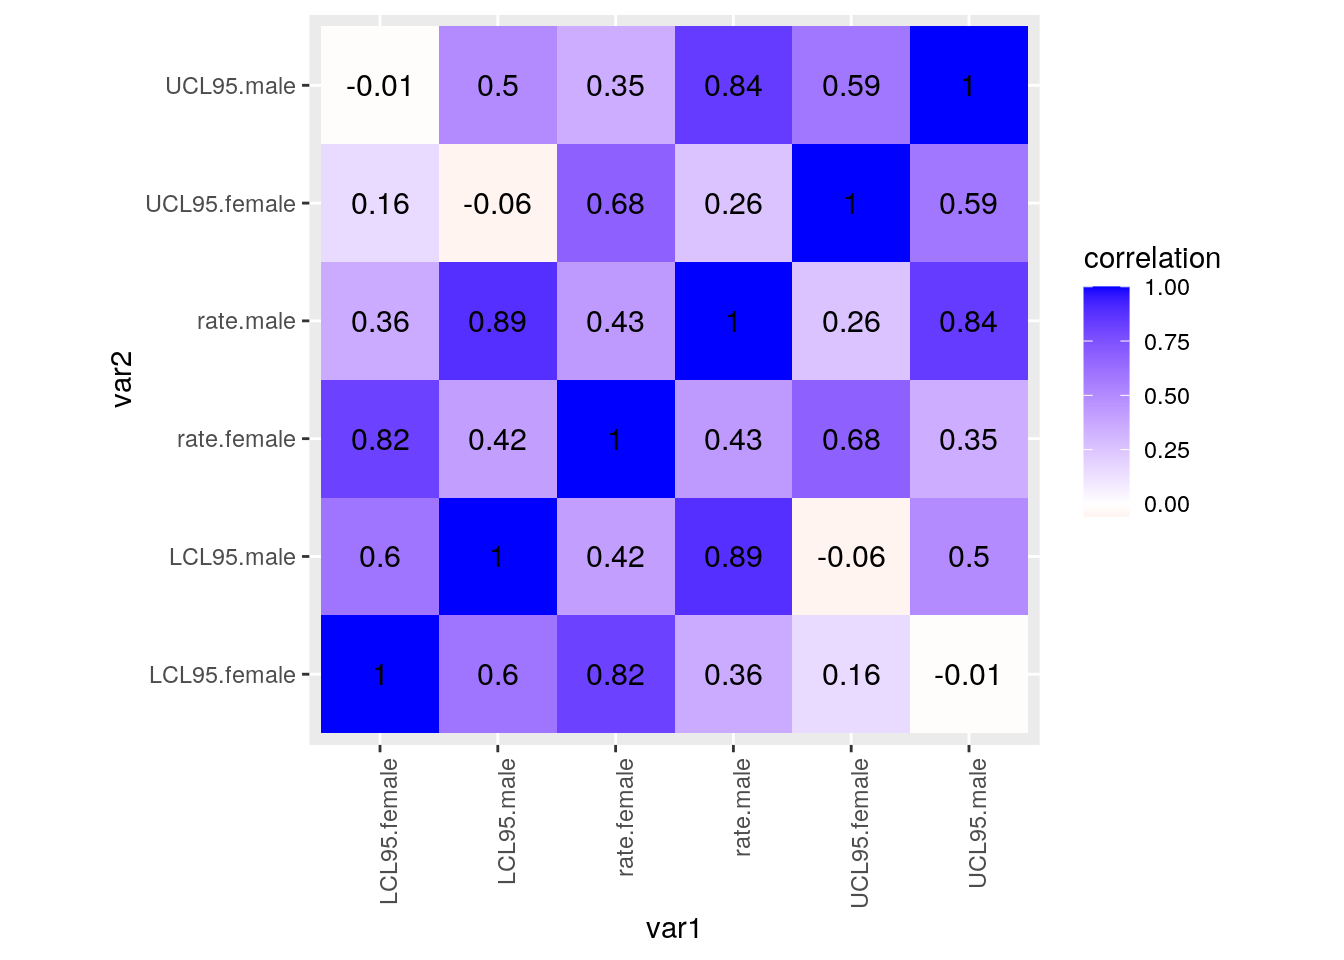 UCL95.male -0.01 0.5 0.35 0.84 0.59 1
UCL95.female 0.16 -0.06 0.68 0.26 1 0.59
rate.male 0.36 0.89 0.43 1 0.26 0.84
rate.female 0.82 0.42 1 0.43 0.68 0.35
LCL95.male 0.6 1 0.42 0.89 -0.06 0.5
LCL95.female 1 0.6 0.82 0.36 0.16 -0.01
var2
LCL95.female
LCL95.male
rate.female
rate.male
UCL95.female
UCL95.male
var1
correlation
1.00
0.75
0.50
0.25
0.00